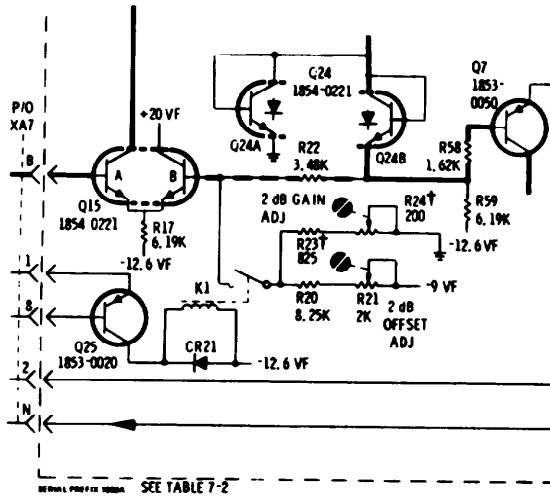 P/O
XA7
B
+20 VF
A
B
Q15
1854 0221
R17
6.19K
-12.6 VF
Q24
1854-0221
Q24A
Q24B
R22
3.48K
Q7
1853-
0050
R58
1.62K
R59
6.19K
-12.6 VF
2 dB GAIN
ADJ
R24†
200
R23†
825
R20
8.25K
R21
2K
-9 VF
2 dB
OFFSET
ADJ
1
8
Q25
1853-0020
K1
CR21
-12.6 VF
2
N
SERIAL PREFIX
SEE TABLE 7-2